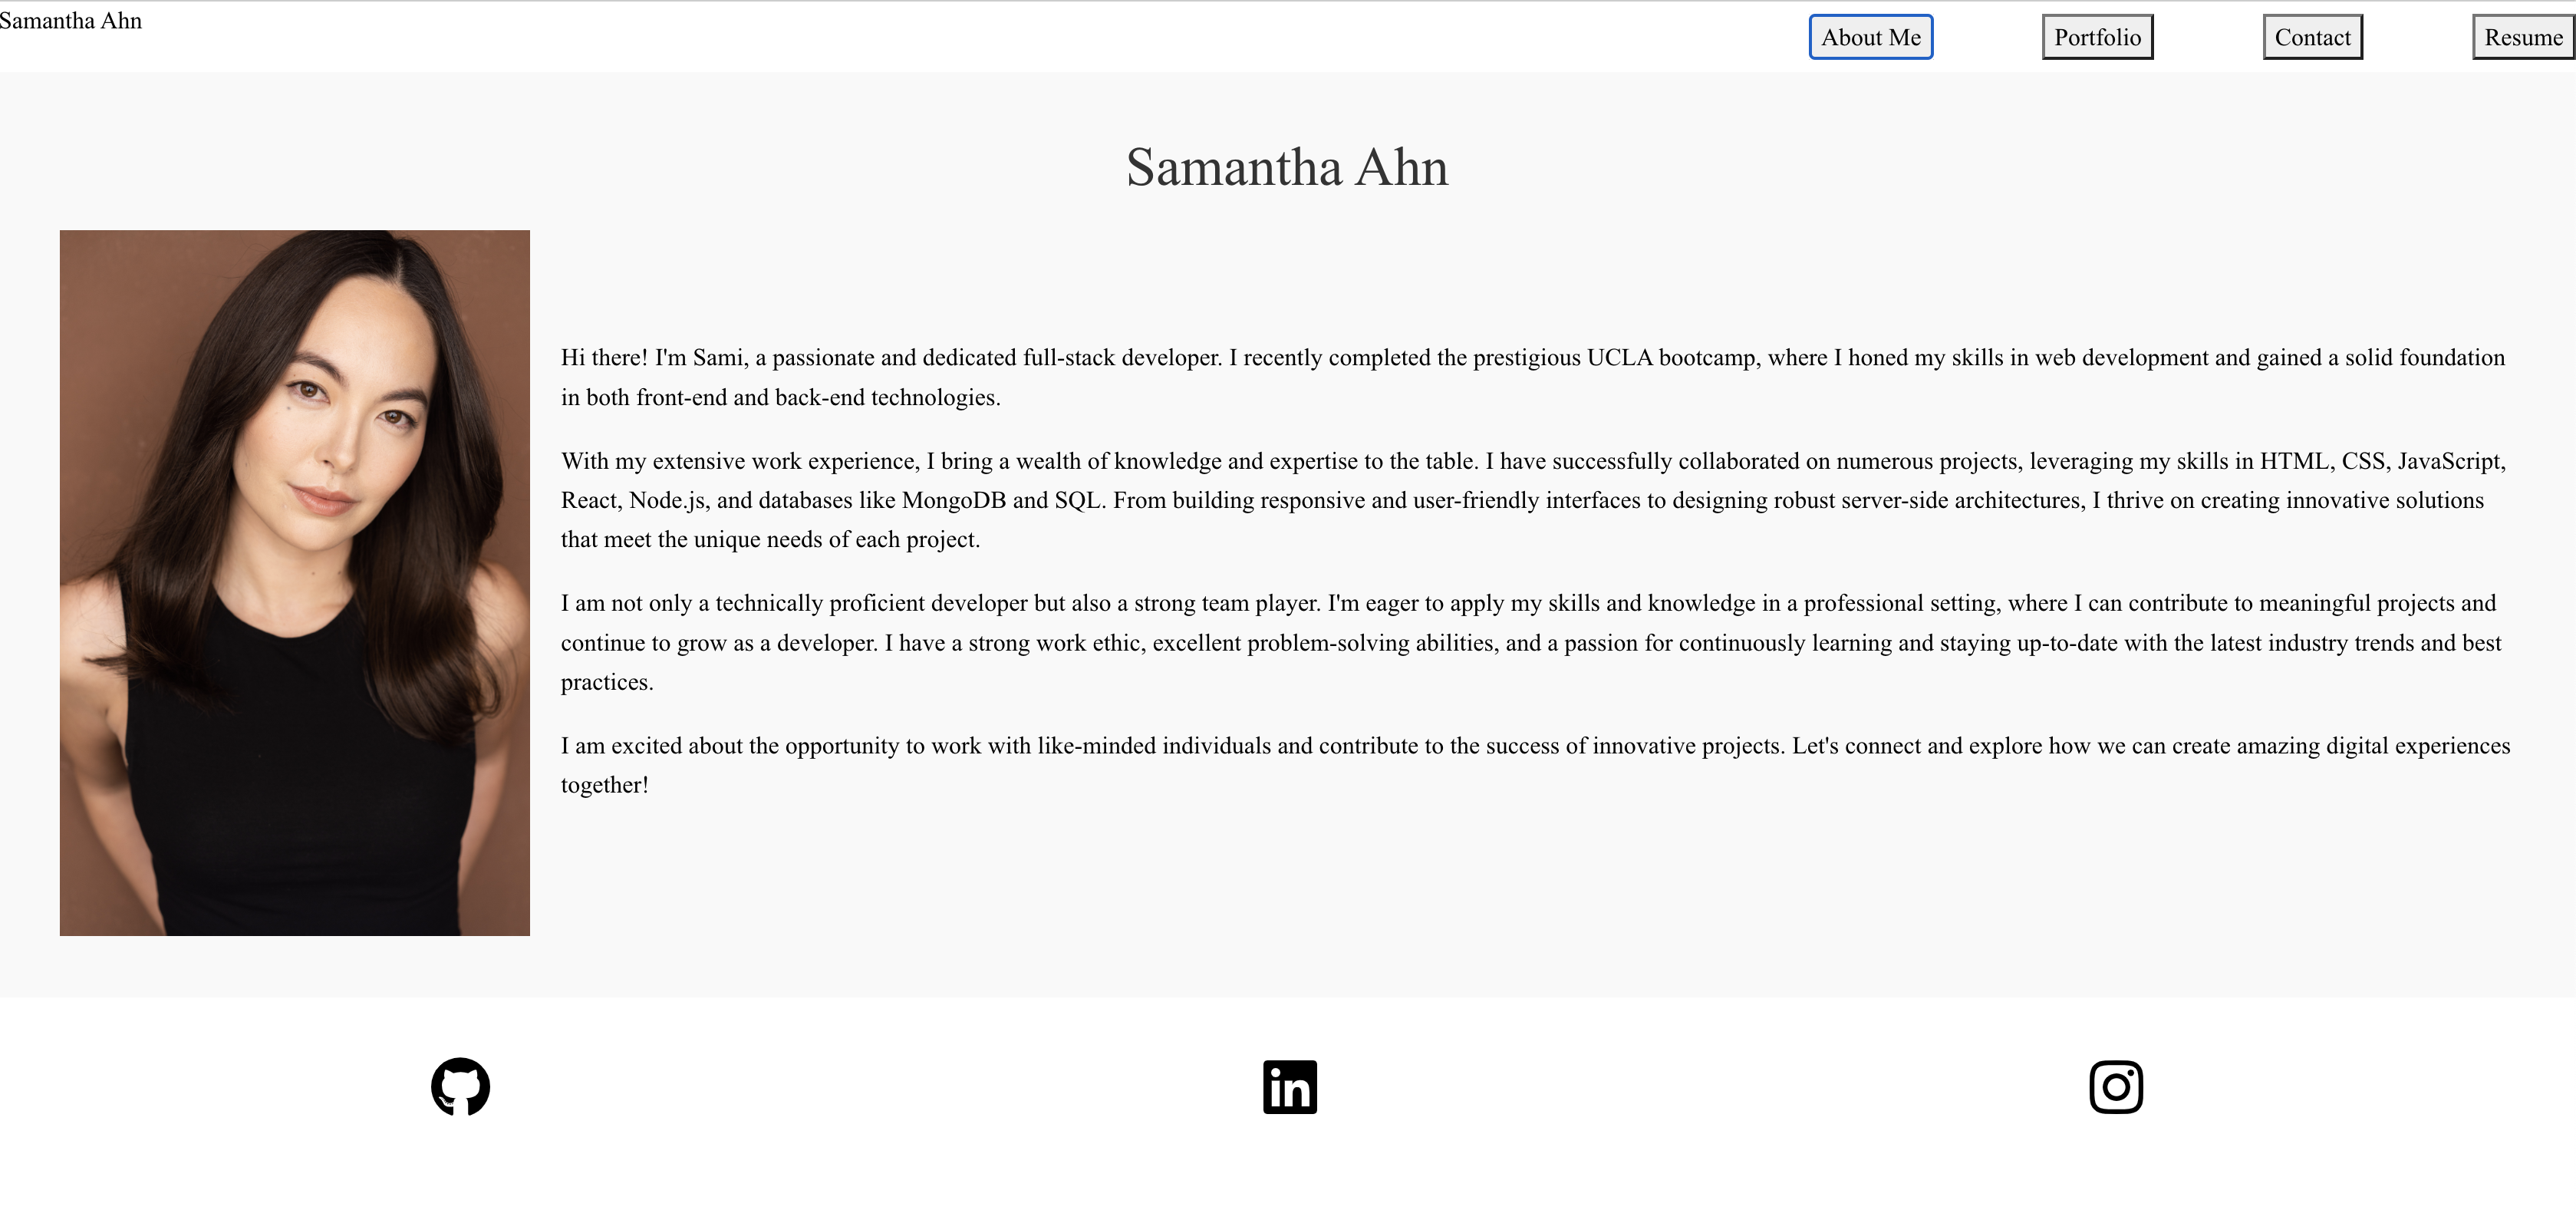 Samantha Ahn
About Me
Portfolio
Contact
Resume
Samantha Ahn
Hi there! I'm Sami, a passionate and dedicated full-stack developer. I recently completed the prestigious UCLA bootcamp, where I honed my skills in web development and gained a solid foundation
in both front-end and back-end technologies.
With my extensive work experience, I bring a wealth of knowledge and expertise to the table. I have successfully collaborated on numerous projects, leveraging my skills in HTML, CSS, JavaScript,
React, Node.js, and databases like MongoDB and SQL. From building responsive and user-friendly interfaces to designing robust server-side architectures, I thrive on creating innovative solutions
that meet the unique needs of each project.
I am not only a technically proficient developer but also a strong team player. I'm eager to apply my skills and knowledge in a professional setting, where I can contribute to meaningful projects and
continue to grow as a developer. I have a strong work ethic, excellent problem-solving abilities, and a passion for continuously learning and staying up-to-date with the latest industry trends and best
practices.
I am excited about the opportunity to work with like-minded individuals and contribute to the success of innovative projects. Let's connect and explore how we can create amazing digital experiences
together!
in